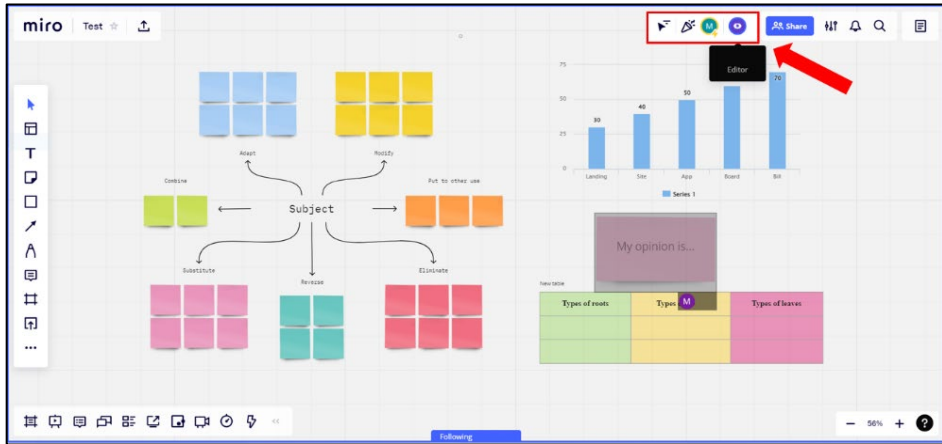 miro Test
M
Share
Editor
75
50
25
0
30
40
50
70
Landing Site App Board Bill
Series 1
Adapt
Modify
Combine
Subject
Put to other use
Substitute
Reverse
Eliminate
My opinion is...
New table
Types of roots
Types
M
Types of leaves
Following
56%